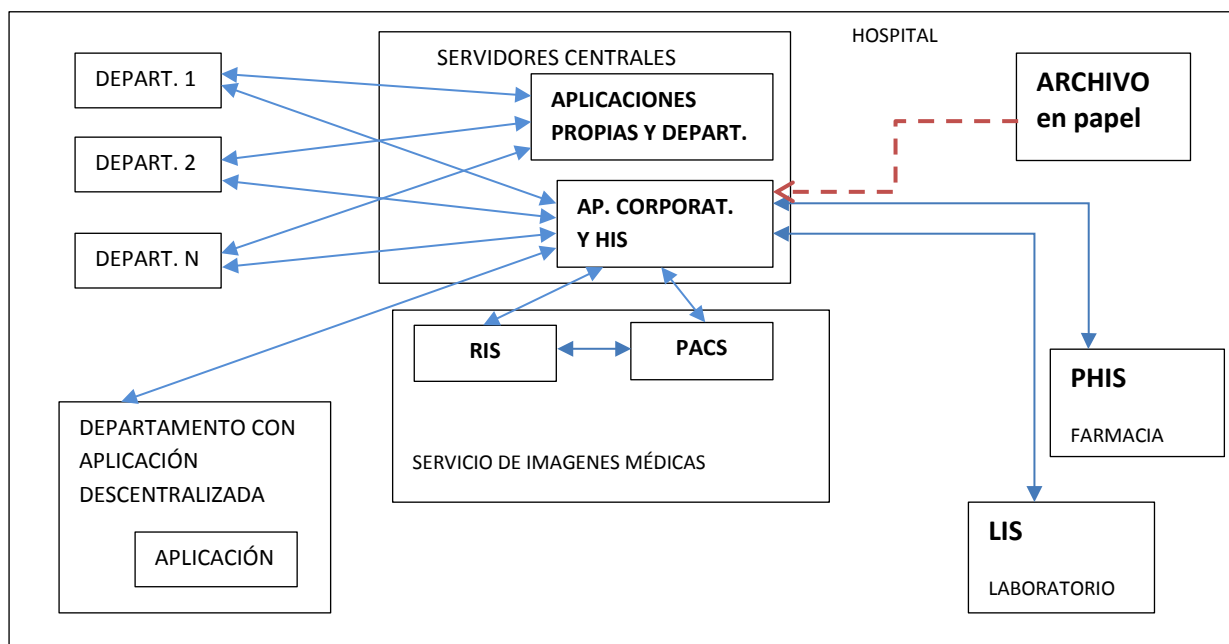 HOSPITAL
SERVIDORES CENTRALES
DEPART. 1
APLICACIONES
PROPIAS Y DEPART.
ARCHIVO
en papel
DEPART. 2
AP. CORPORAT.
Y HIS
DEPART. N
RIS
PACS
SERVICIO DE IMAGENES MÉDICAS
PHIS
FARMACIA
DEPARTAMENTO CON
APLICACIÓN
DESCENTRALIZADA
APLICACIÓN
LIS
LABORATORIO